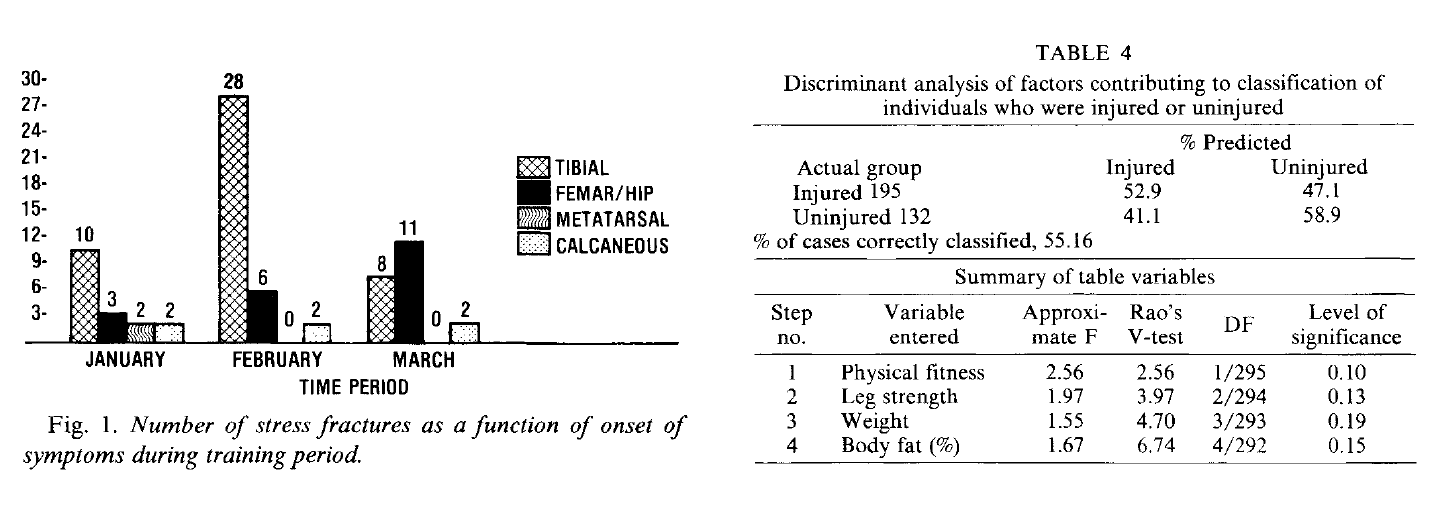 30-
27-
24-
21-
18-
15-
12-
9-
6-
3-
10
3
2
2
28
6
0
2
8
11
0
2
JANUARY
FEBRUARY
MARCH
TIME PERIOD
TIBIAL
FEMAR/HIP
METATARSAL
CALCANEOUS
Fig. 1. Number of stress fractures as a function of onset of
symptoms during training period.
TABLE 4
Discriminant analysis of factors contributing to classification of
individuals who were injured or uninjured
% Predicted
Actual group Injured Uninjured
Injured 195 52.9 47.1
Uninjured 132 41.1 58.9
% of cases correctly classified, 55.16
Summary of table variables
Step Variable Approxi- Rao's DF Level of
no. entered mate F V-test significance
1 Physical fitness 2.56 2.56 1/295 0.10
2 Leg strength 1.97 3.97 2/294 0.13
3 Weight 1.55 4.70 3/293 0.19
4 Body fat (%) 1.67 6.74 4/292 0.15